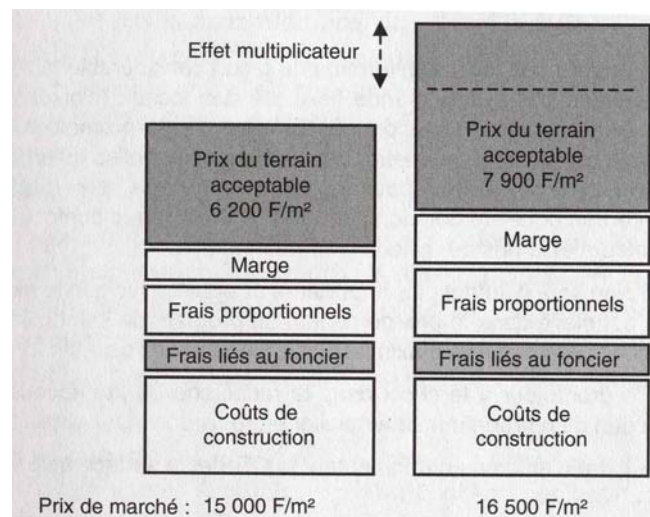 Effet multiplicateur
Prix du terrain
acceptable
6 200 F/m²
Marge
Frais proportionnels
Frais liés au foncier
Coûts de
construction
Prix du terrain
acceptable
7 900 F/m²
Marge
Frais proportionnels
Frais liés au foncier
Coûts de
construction
Prix de marché : 15 000 F/m²
16 500 F/m²